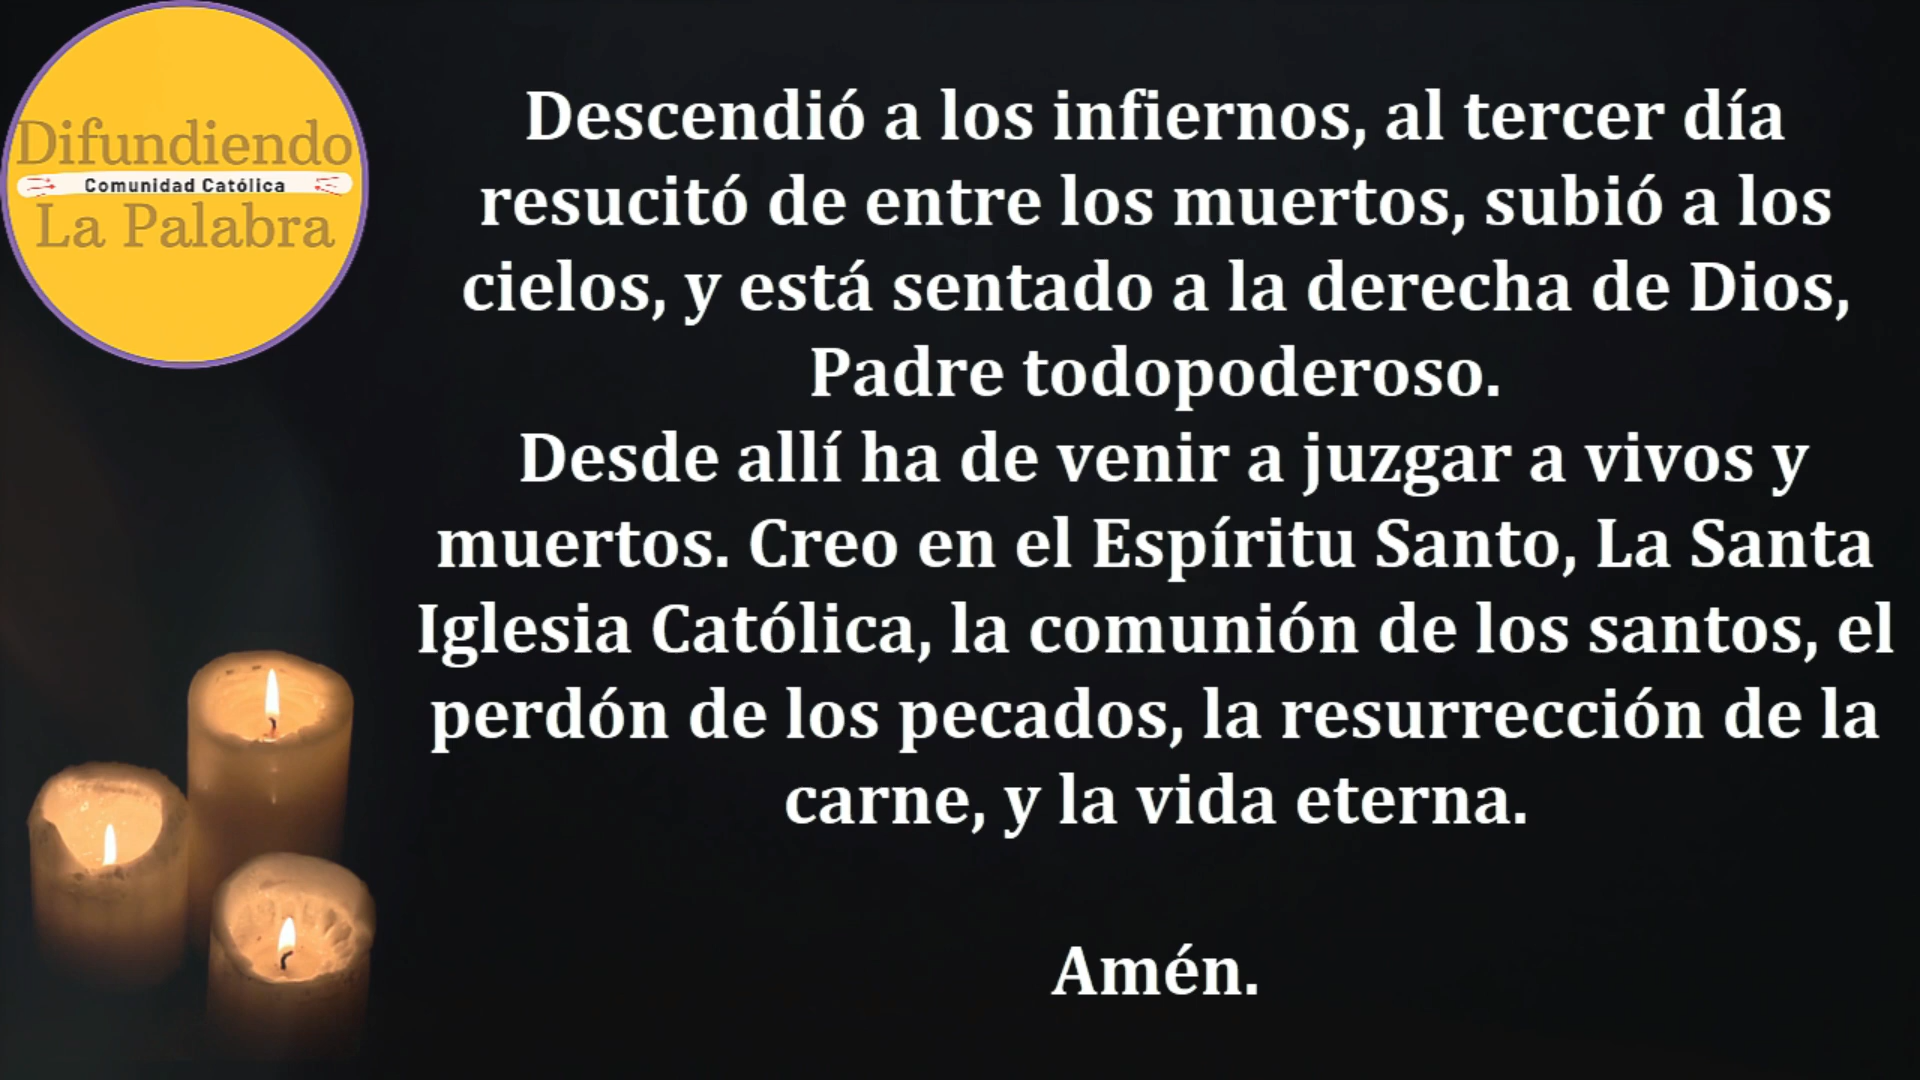 Difundiendo
Comunidad Católica
La Palabra
Descendió a los infiernos, al tercer día
resucitó de entre los muertos, subió a los
cielos, y está sentado a la derecha de Dios,
Padre todopoderoso.
Desde allí ha de venir a juzgar a vivos y
muertos. Creo en el Espíritu Santo, La Santa
Iglesia Católica, la comunión de los santos, el
perdón de los pecados, la resurrección de la
carne, y la vida eterna.
Amén.